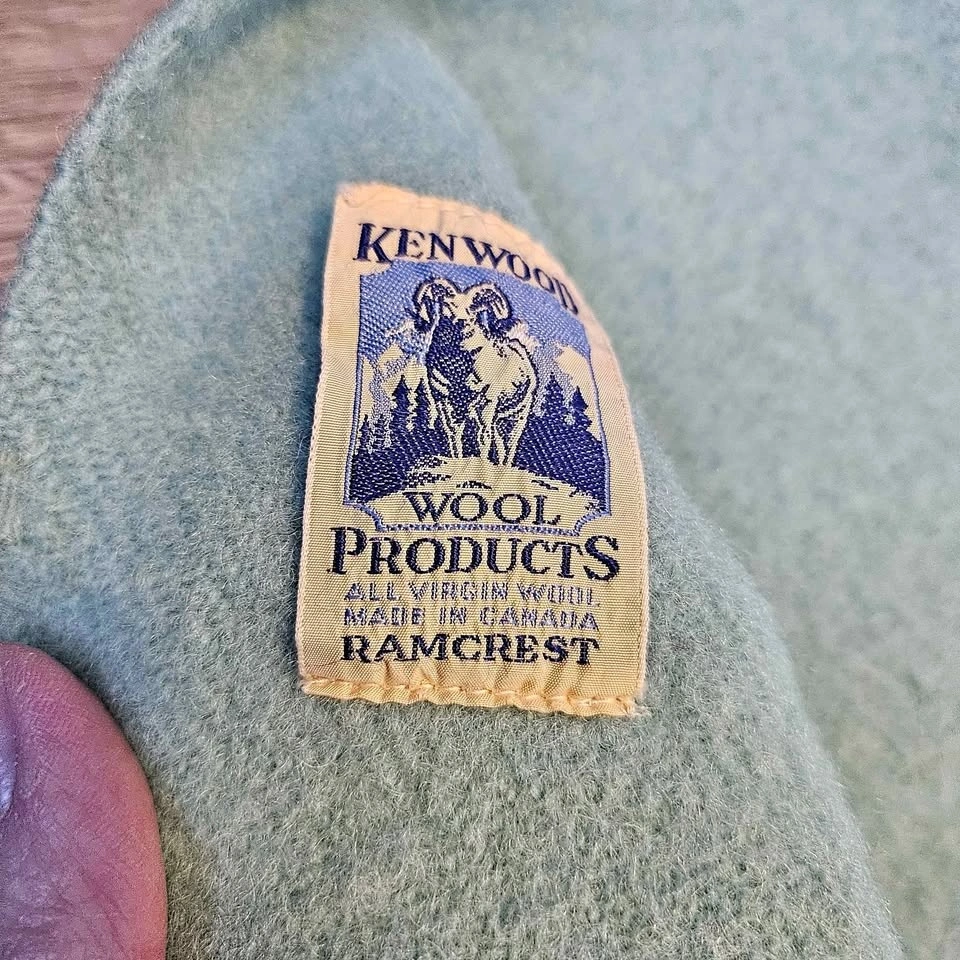 KENWOOD
WOOL
PRODUCTS
ALL VIRGIN WOOL
MADE IN CANADA
RAMCREST